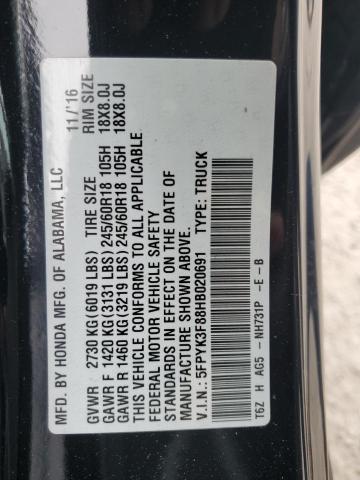 MFD. BY HONDA MFG. OF ALABAMA, LLC 11/'16
GVWR 2730 KG (6019 LBS) TIRE SIZE RIM SIZE
GAWR F 1420 KG (3131 LBS) 245/60R18 105H 18X8.0J
GAWR R 1460 KG (3219 LBS) 245/60R18 105H 18X8.0J
THIS VEHICLE CONFORMS TO ALL APPLICABLE
FEDERAL MOTOR VEHICLE SAFETY
STANDARDS IN EFFECT ON THE DATE OF
MANUFACTURE SHOWN ABOVE.
V.I.N.: 5FPYK3F88HB020691 TYPE: TRUCK
T6Z H AG5 -NH731P -E -B